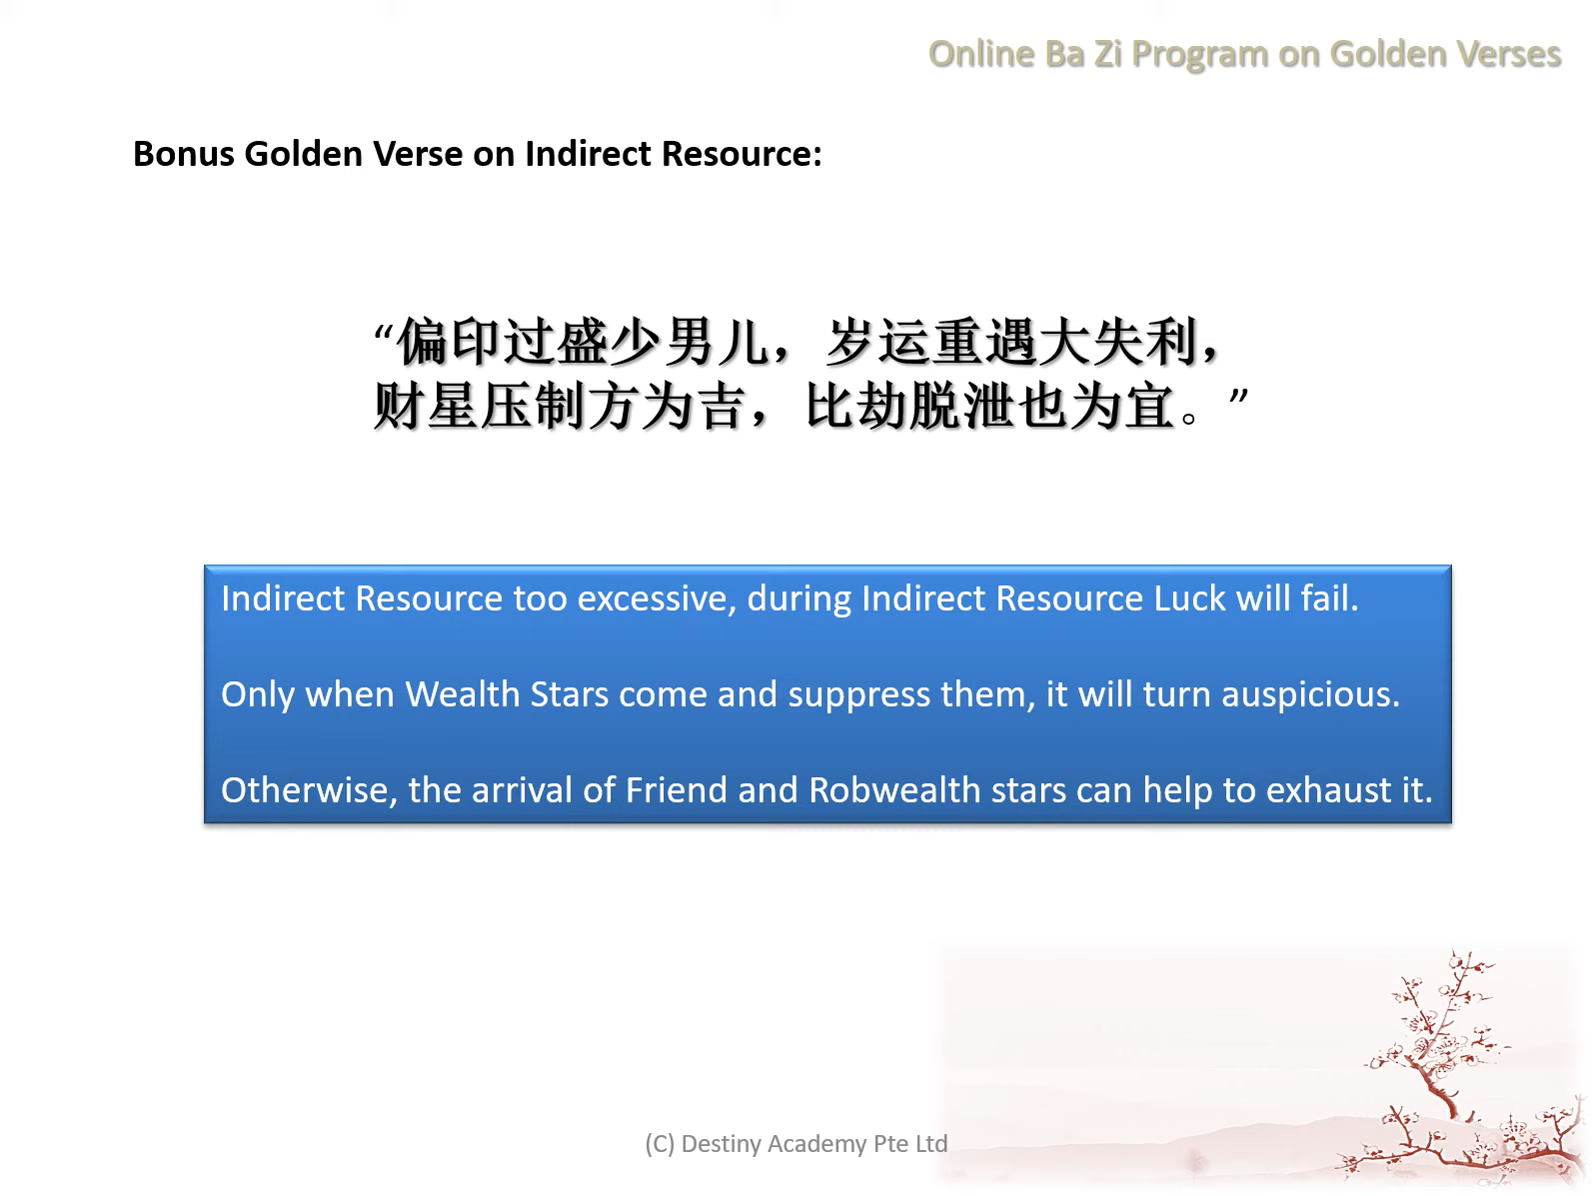 Online Ba Zi Program on Golden Verses
Bonus Golden Verse on Indirect Resource:
“偏印过盛少男儿，岁运重遇大失利，
财星压制方为吉，比劫脱泄也为宜。”
Indirect Resource too excessive, during Indirect Resource Luck will fail.
Only when Wealth Stars come and suppress them, it will turn auspicious.
Otherwise, the arrival of Friend and Robwealth stars can help to exhaust it.
(C) Destiny Academy Pte Ltd